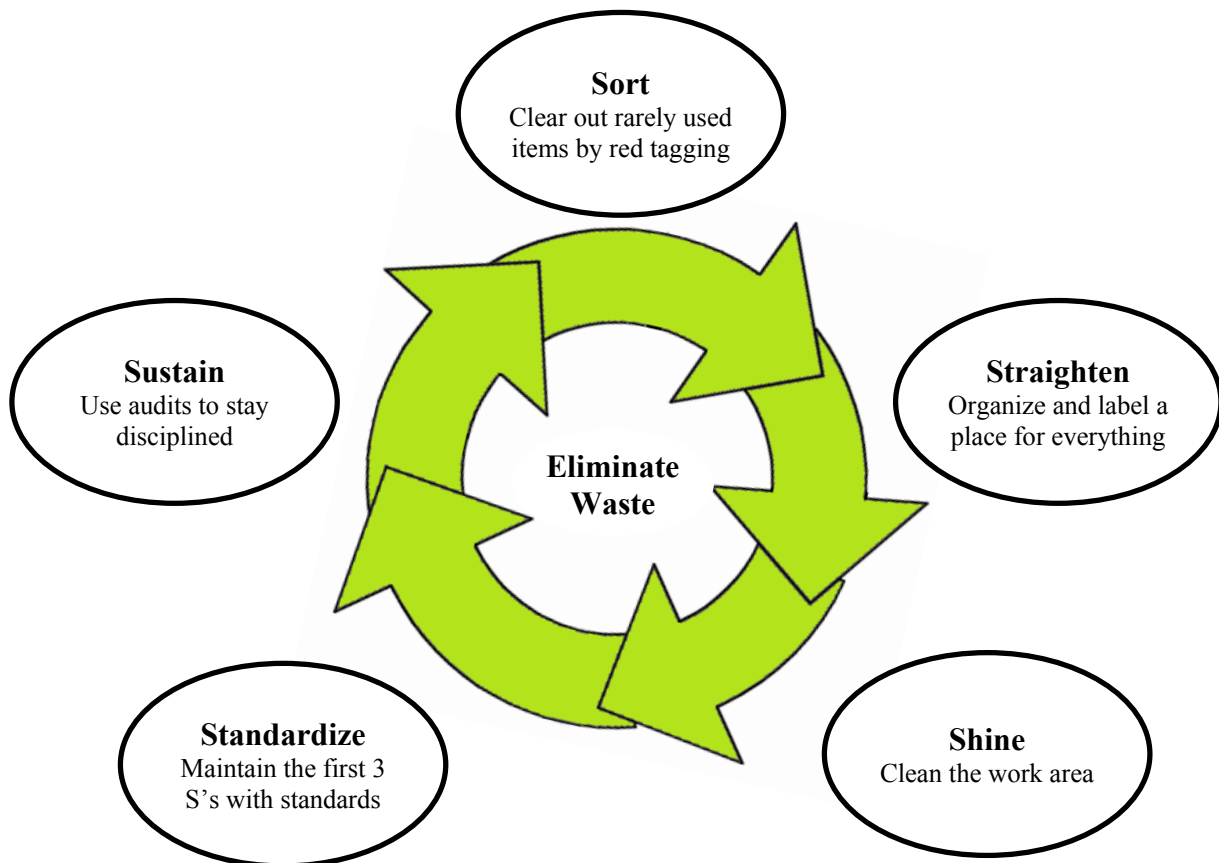 Sort
Clear out rarely used
items by red tagging
Straighten
Organize and label a
place for everything
Shine
Clean the work area
Standardize
Maintain the first 3
S’s with standards
Sustain
Use audits to stay
disciplined
Eliminate
Waste